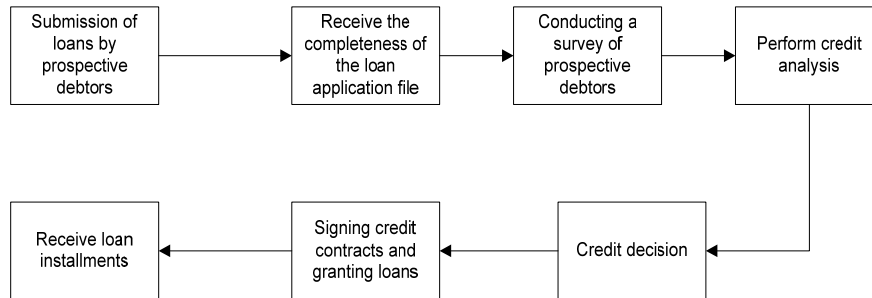 Submission
of loans by
prospective
debtors
Receive the
completeness of
the loan
application file
Conducting a
survey of
prospective
debtors
Perform credit
analysis
Credit decision
Signing credit
contracts and
granting loans
Receive loan
installments